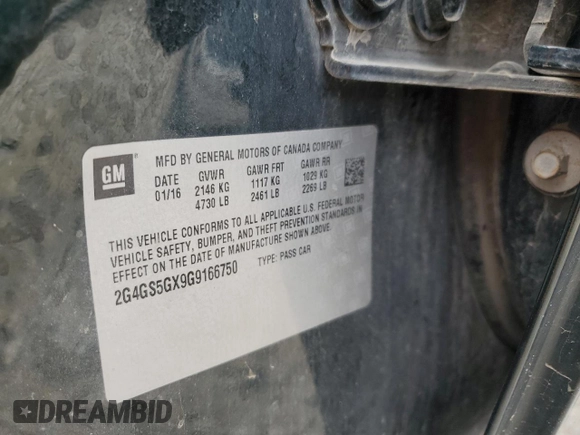 GM
MFD BY GENERAL MOTORS OF CANADA COMPANY
DATE GVWR GAWR FRT GAWR RR
01/16 2146 KG 1117 KG 1029 KG
4730 LB 2461 LB 2269 LB
THIS VEHICLE CONFORMS TO ALL APPLICABLE U.S. FEDERAL MOTOR
VEHICLE SAFETY, BUMPER, AND THEFT PREVENTION STANDARDS IN
EFFECT ON THE DATE OF MANUFACTURE SHOWN ABOVE.
2G4GS5GX9G9166750 TYPE: PASS CAR
DREAMBID